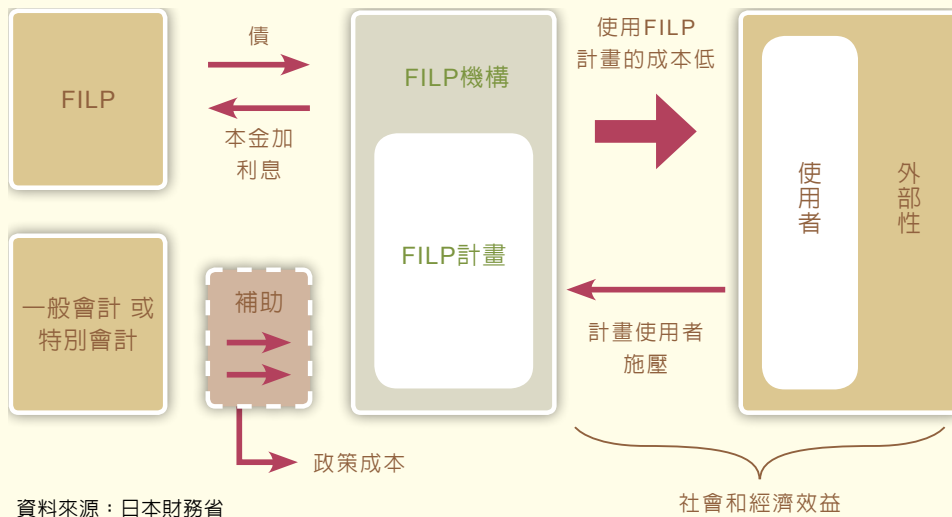 FILP
債
本金加
利息
FILP機構
FILP計畫
使用FILP
計畫的成本低
使用者
外部性
一般會計 或
特別會計
補助
計畫使用者
施壓
政策成本
社會和經濟效益
資料來源：日本財務省